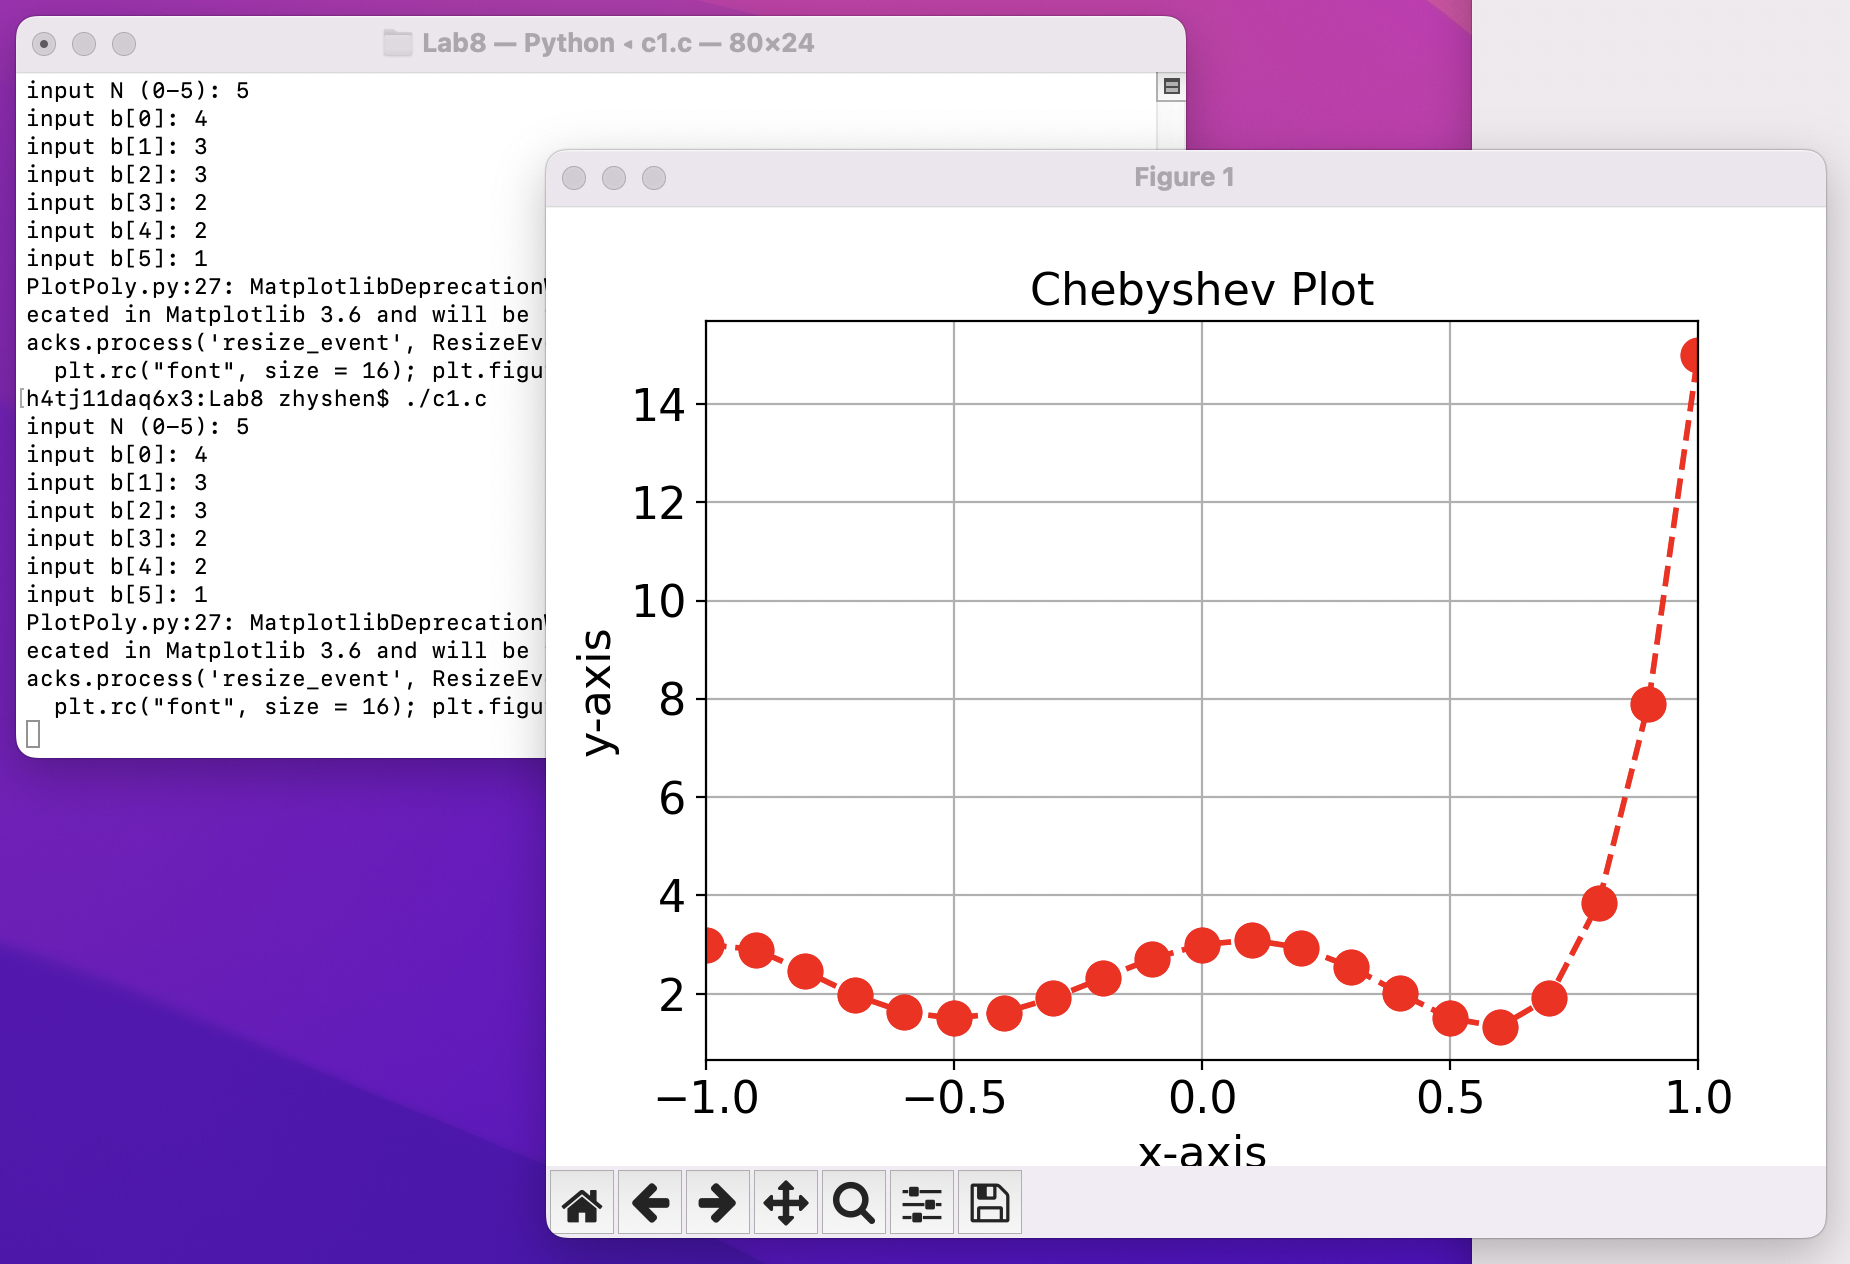 Lab8 — Python ◂ c1.c — 80×24
input N (0-5): 5
input b[0]: 4
input b[1]: 3
input b[2]: 3
input b[3]: 2
input b[4]: 2
input b[5]: 1
PlotPoly.py:27: MatplotlibDeprecation
ecated in Matplotlib 3.6 and will be
acks.process('resize_event', ResizeEv
plt.rc("font", size = 16); plt.figu
h4tj11daq6x3:Lab8 zhyshen$ ./c1.c
input N (0-5): 5
input b[0]: 4
input b[1]: 3
input b[2]: 3
input b[3]: 2
input b[4]: 2
input b[5]: 1
PlotPoly.py:27: MatplotlibDeprecation
ecated in Matplotlib 3.6 and will be
acks.process('resize_event', ResizeEv
plt.rc("font", size = 16); plt.figu
Figure 1
Chebyshev Plot
14
12
10
8
6
4
2
y-axis
−1.0 −0.5 0.0 0.5 1.0
x-axis